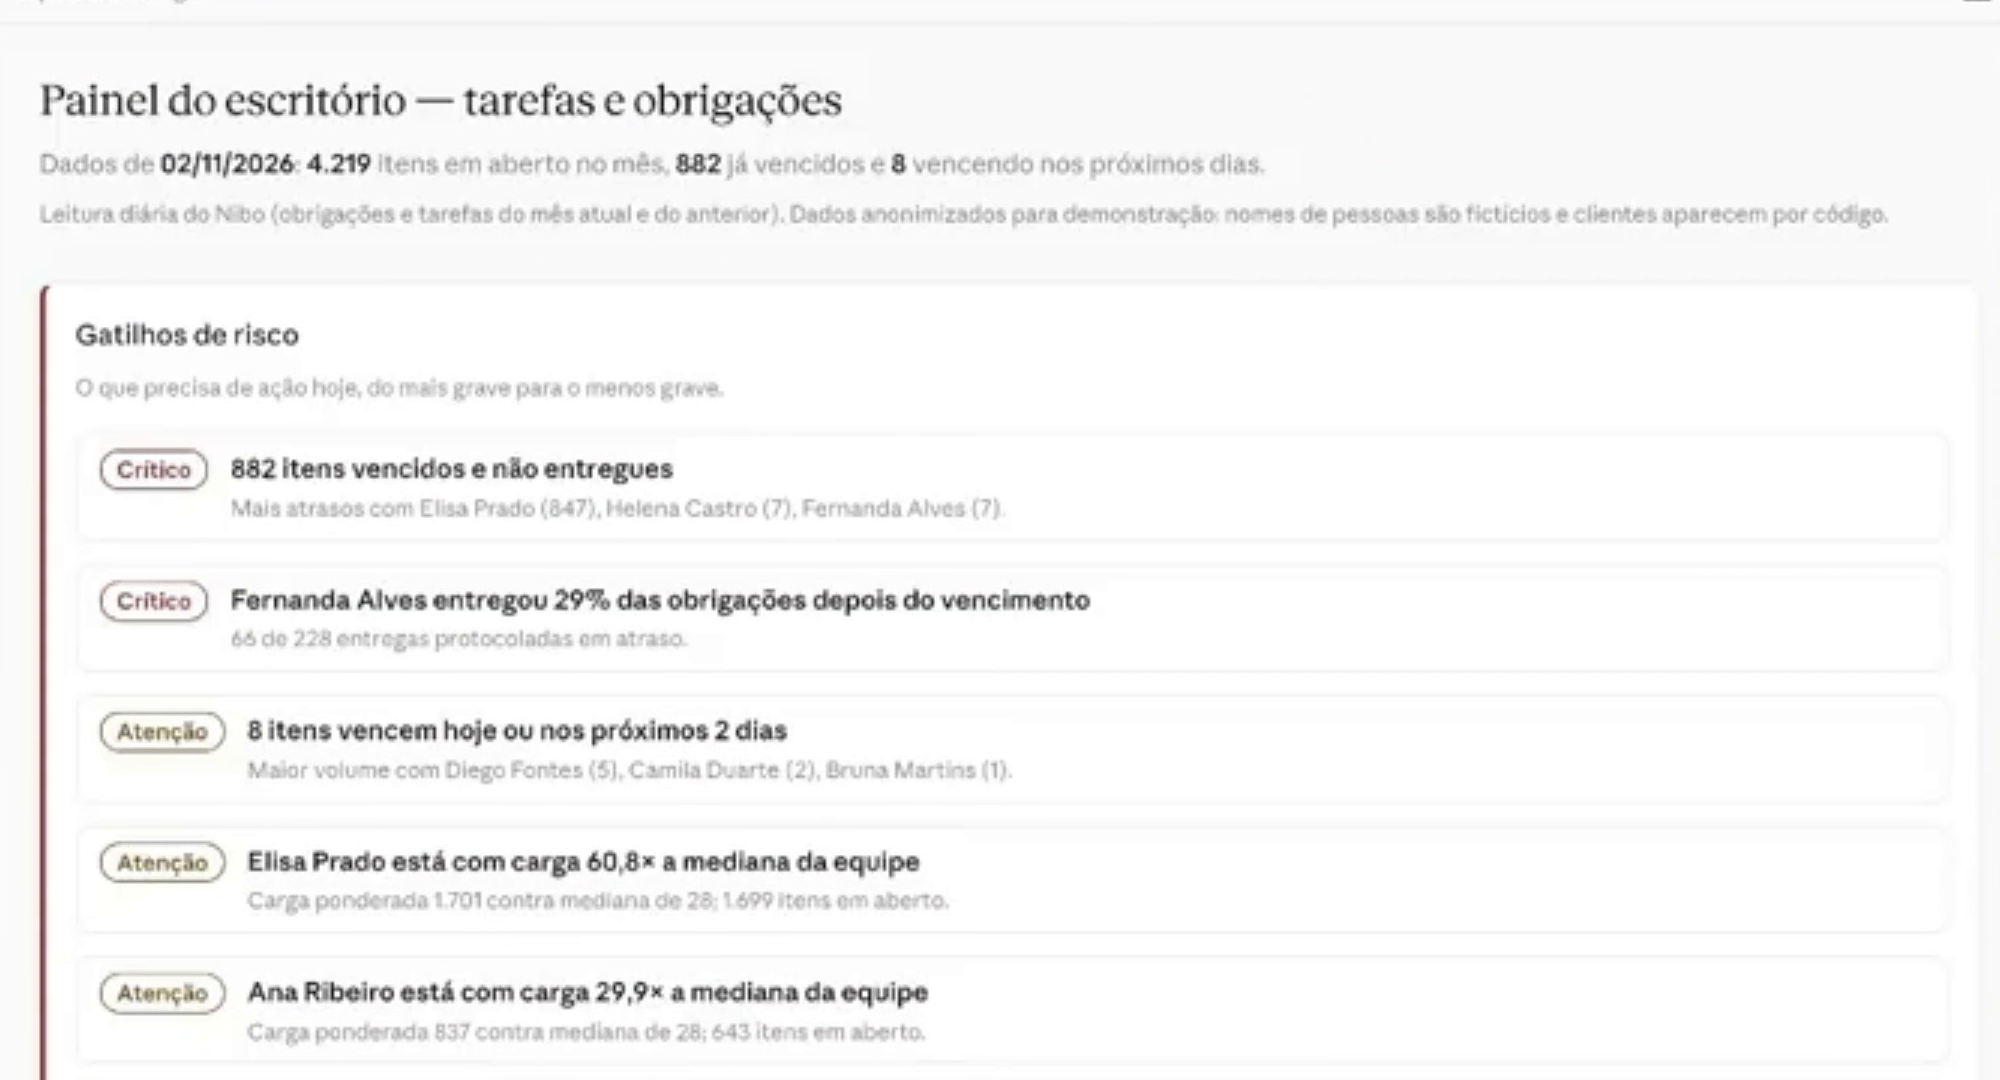 Painel do escritório — tarefas e obrigações
Dados de 02/11/2026: 4.219 itens em aberto no mês, 882 já vencidos e 8 vencendo nos próximos dias.
Leitura diária do Nibo (obrigações e tarefas do mês atual e do anterior). Dados anonimizados para demonstração: nomes de pessoas são fictícios e clientes aparecem por código.
Gatilhos de risco
O que precisa de ação hoje, do mais grave para o menos grave.
Crítico 882 itens vencidos e não entregues
Mais atrasos com Elisa Prado (847), Helena Castro (7), Fernanda Alves (7).
Crítico Fernanda Alves entregou 29% das obrigações depois do vencimento
66 de 228 entregas protocoladas em atraso.
Atenção 8 itens vencem hoje ou nos próximos 2 dias
Maior volume com Diego Fontes (5), Camila Duarte (2), Bruna Martins (1).
Atenção Elisa Prado está com carga 60,8× a mediana da equipe
Carga ponderada 1.701 contra mediana de 28; 1.699 itens em aberto.
Atenção Ana Ribeiro está com carga 29,9× a mediana da equipe
Carga ponderada 837 contra mediana de 28; 643 itens em aberto.